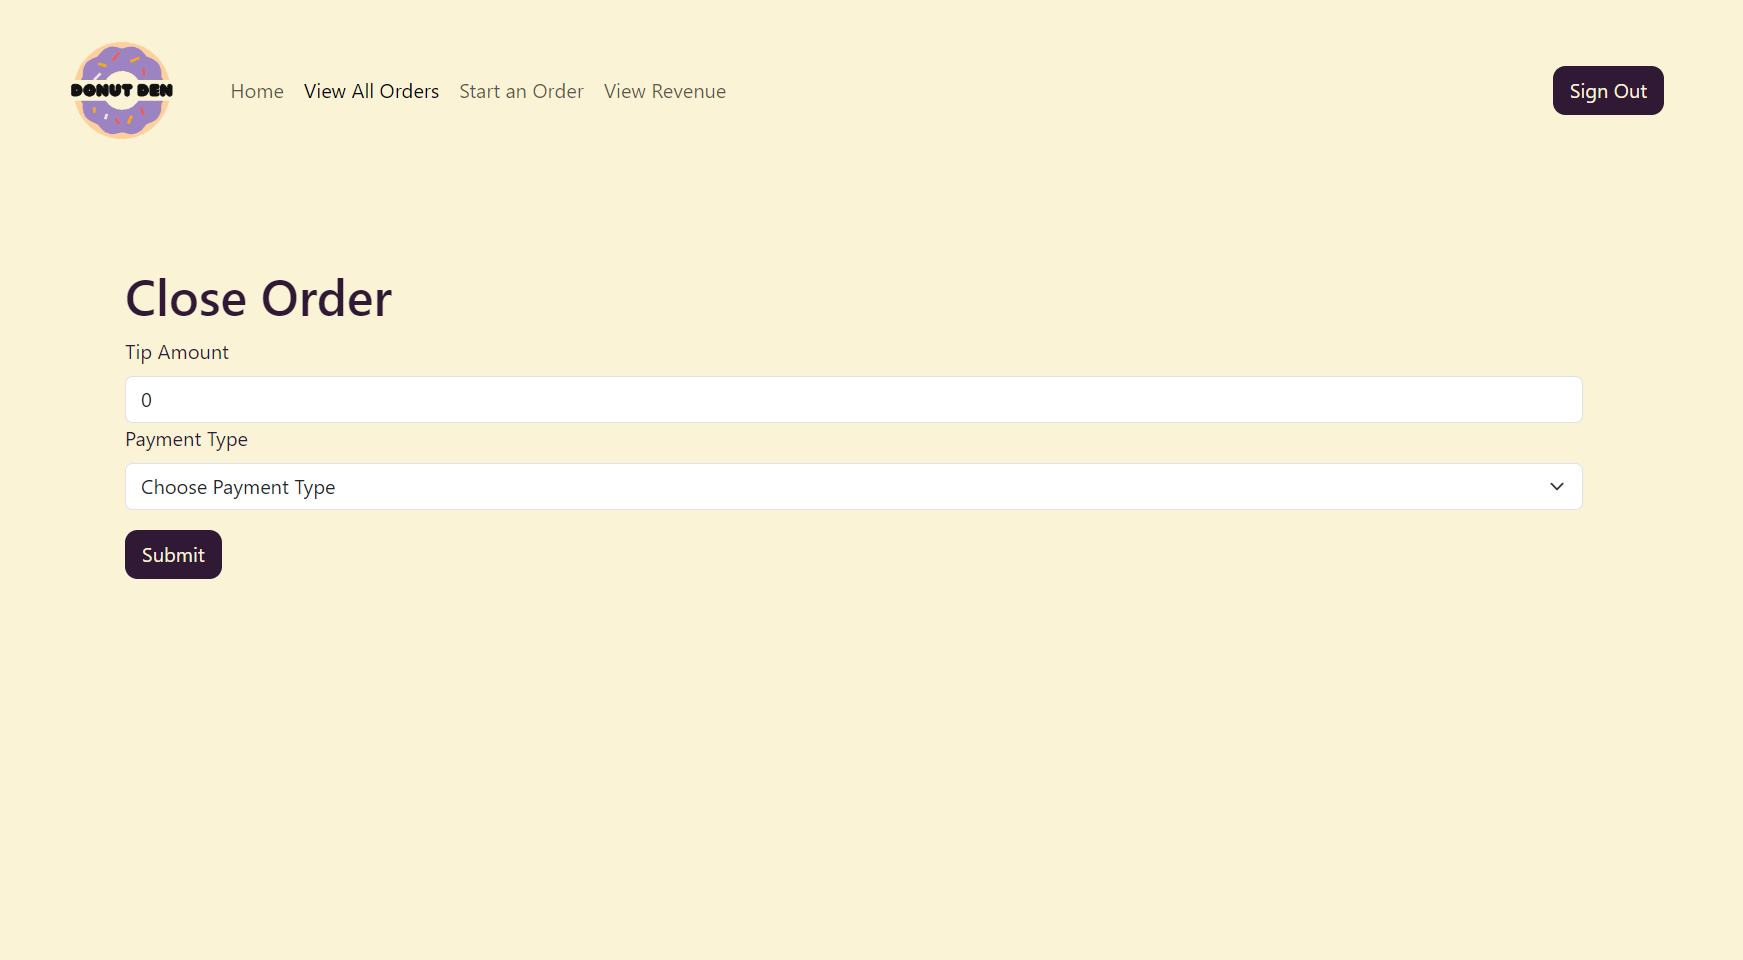 DONUT DEN
Home View All Orders Start an Order View Revenue
Sign Out
Close Order
Tip Amount
0
Payment Type
Choose Payment Type
Submit